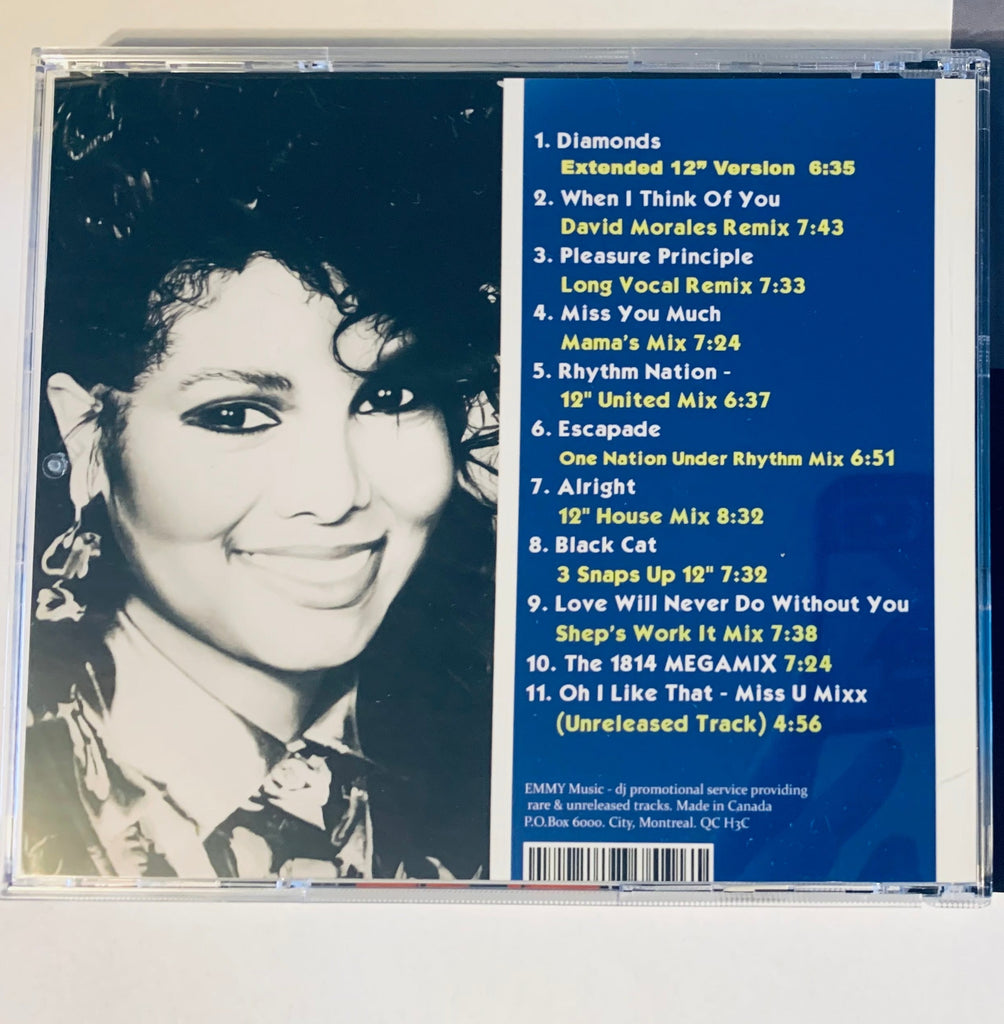 1. Diamonds
Extended 12" Version 6:35
2. When I Think Of You
David Morales Remix 7:43
3. Pleasure Principle
Long Vocal Remix 7:33
4. Miss You Much
Mama's Mix 7:24
5. Rhythm Nation -
12" United Mix 6:37
6. Escapade
One Nation Under Rhythm Mix 6:51
7. Alright
12" House Mix 8:32
8. Black Cat
3 Snaps Up 12" 7:32
9. Love Will Never Do Without You
Shep's Work It Mix 7:38
10. The 1814 MEGAMIX 7:24
11. Oh I Like That - Miss U Mixx
(Unreleased Track) 4:56
EMMY Music - dj promotional service providing
rare & unreleased tracks. Made in Canada
P.O.Box 6000. City, Montreal. QC H3C